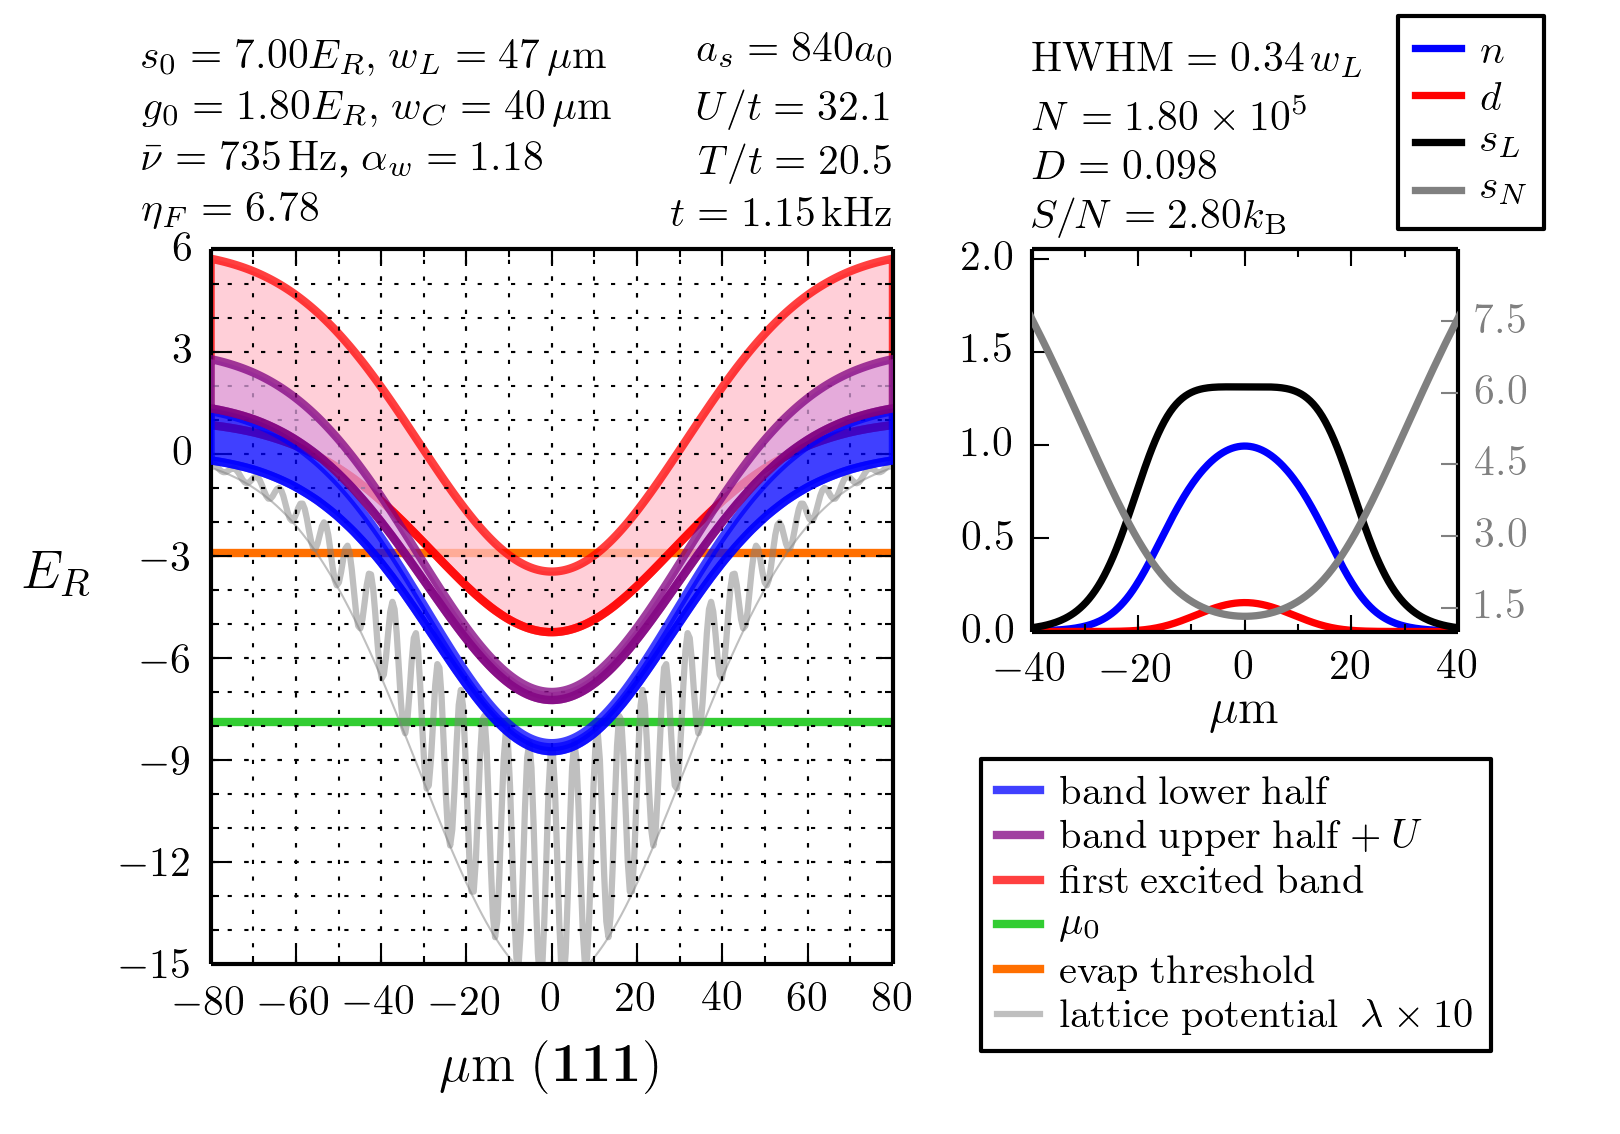 s₀ = 7.00E_R, w_L = 47 μm
g₀ = 1.80E_R, w_C = 40 μm
ν̄ = 735 Hz, α_w = 1.18
η_F = 6.78
a_s = 840a₀
U/t = 32.1
T/t = 20.5
t = 1.15 kHz
HWHM = 0.34 w_L
N = 1.80 × 10⁵
D = 0.098
S/N = 2.80k_B
n
d
s_L
s_N
E_R
6
3
0
−3
−6
−9
−12
−15
−80 −60 −40 −20 0 20 40 60 80
μm (111)
2.0
1.5
1.0
0.5
0.0
7.5
6.0
4.5
3.0
1.5
−40 −20 0 20 40
μm
band lower half
band upper half + U
first excited band
μ₀
evap threshold
lattice potential λ × 10